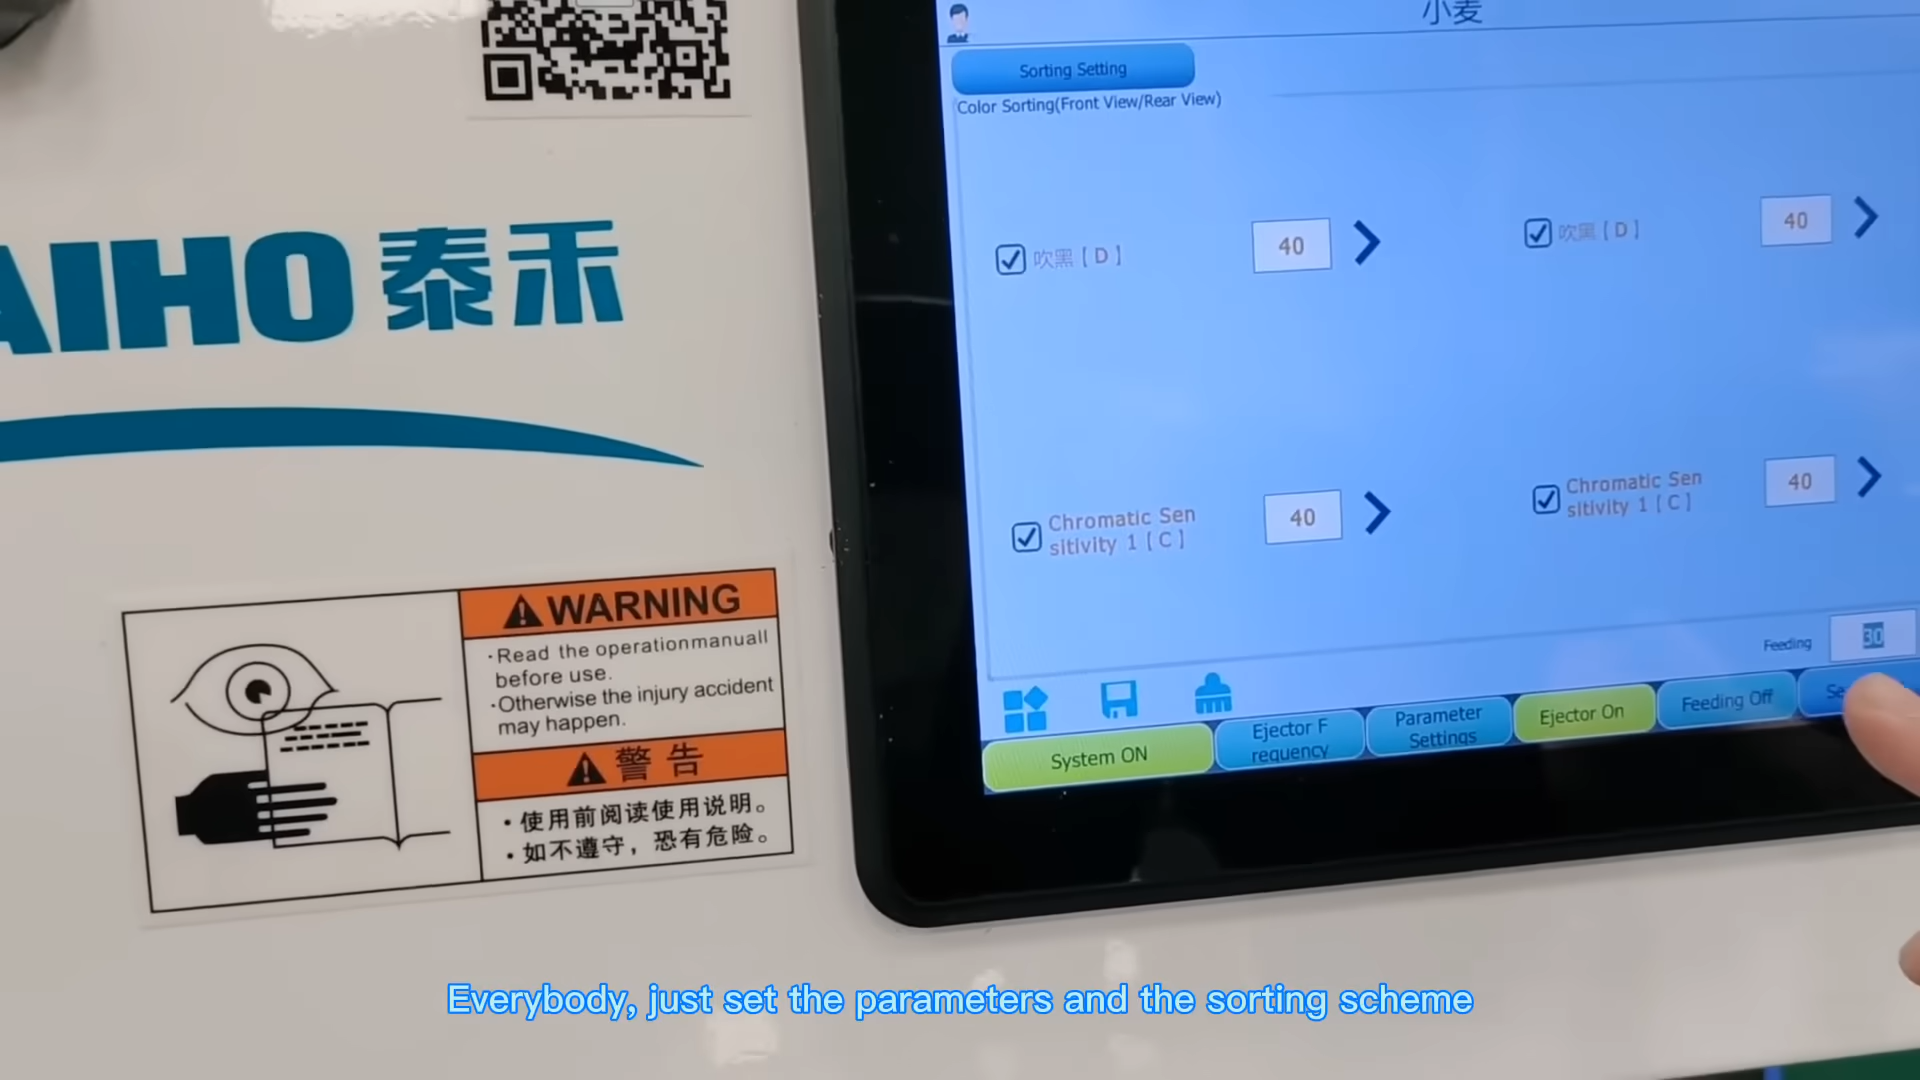 AIHO 泰禾
WARNING
·Read the operationmanuall
before use.
·Otherwise the injury accident
may happen.
警告
·使用前阅读使用说明。
·如不遵守，恐有危险。
小麦
Sorting Setting
Color Sorting(Front View/Rear View)
吹黑 [ D ]
40
吹黑 [ D ]
40
Chromatic Sen
sitivity 1 [ C ]
40
Chromatic Sen
sitivity 1 [ C ]
40
Feeding
30
System ON
Ejector F
requency
Parameter
Settings
Ejector On
Feeding Off
Everybody, just set the parameters and the sorting scheme